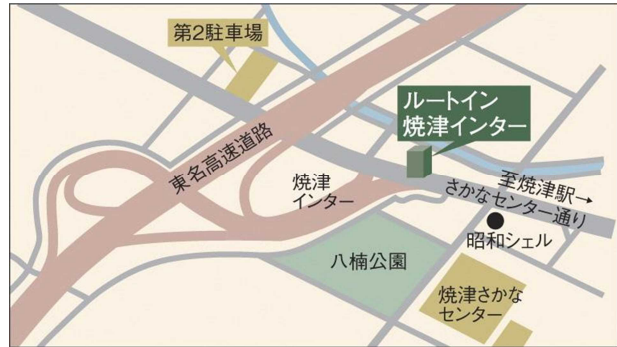 第2駐車場
ルートイン
焼津インター
東名高速道路
焼津
インター
至焼津駅→
さかなセンター通り
昭和シェル
八楠公園
焼津さかな
センター